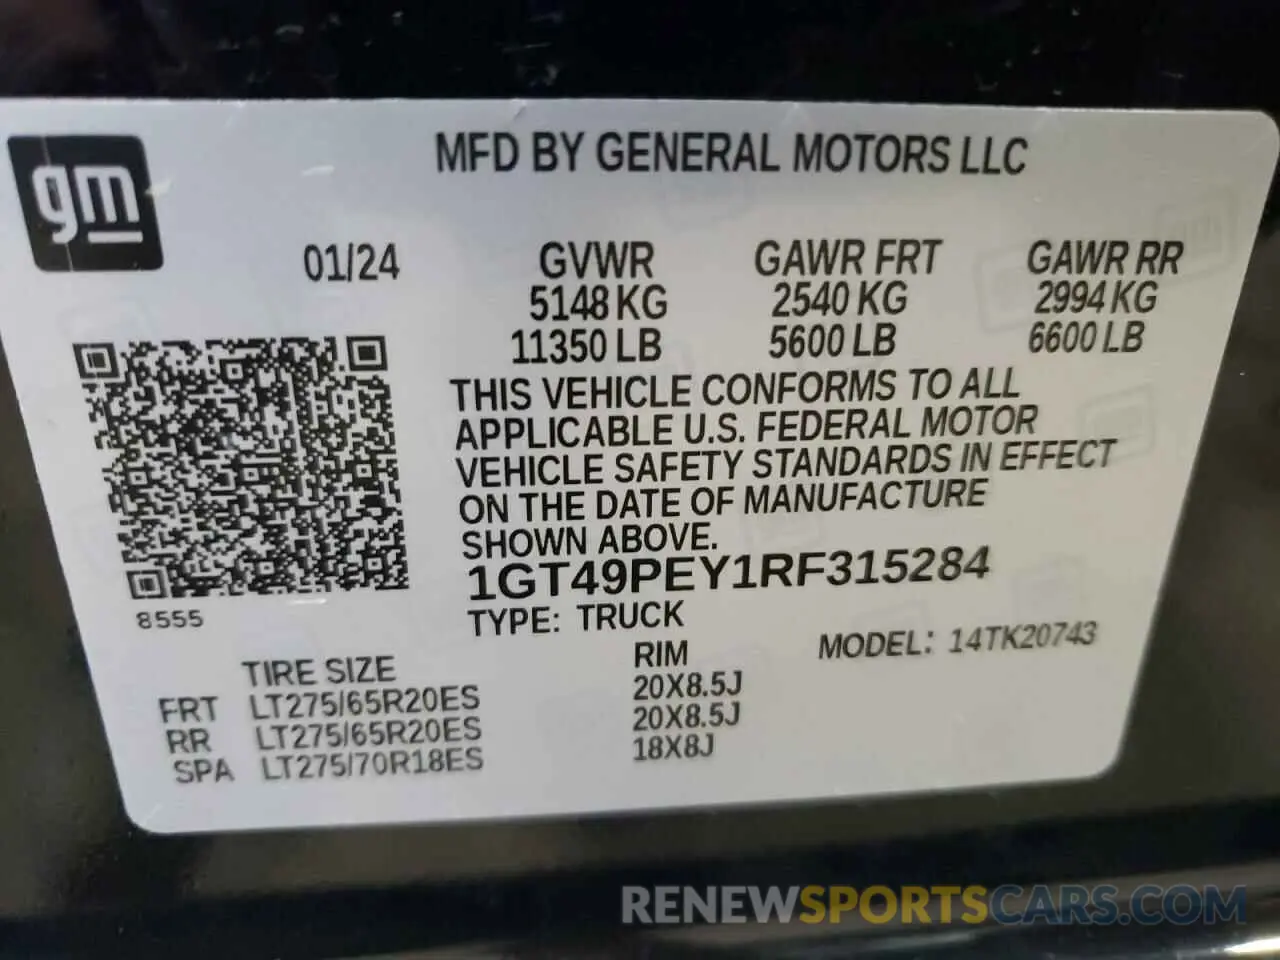 gm
MFD BY GENERAL MOTORS LLC
01/24 GVWR GAWR FRT GAWR RR
5148 KG 2540 KG 2994 KG
11350 LB 5600 LB 6600 LB
THIS VEHICLE CONFORMS TO ALL
APPLICABLE U.S. FEDERAL MOTOR
VEHICLE SAFETY STANDARDS IN EFFECT
ON THE DATE OF MANUFACTURE
SHOWN ABOVE.
1GT49PEY1RF315284
8555
TYPE: TRUCK
MODEL: 14TK20743
TIRE SIZE RIM
FRT LT275/65R20ES 20X8.5J
RR LT275/65R20ES 20X8.5J
SPA LT275/70R18ES 18X8J
RENEWSPORTSCARS.COM